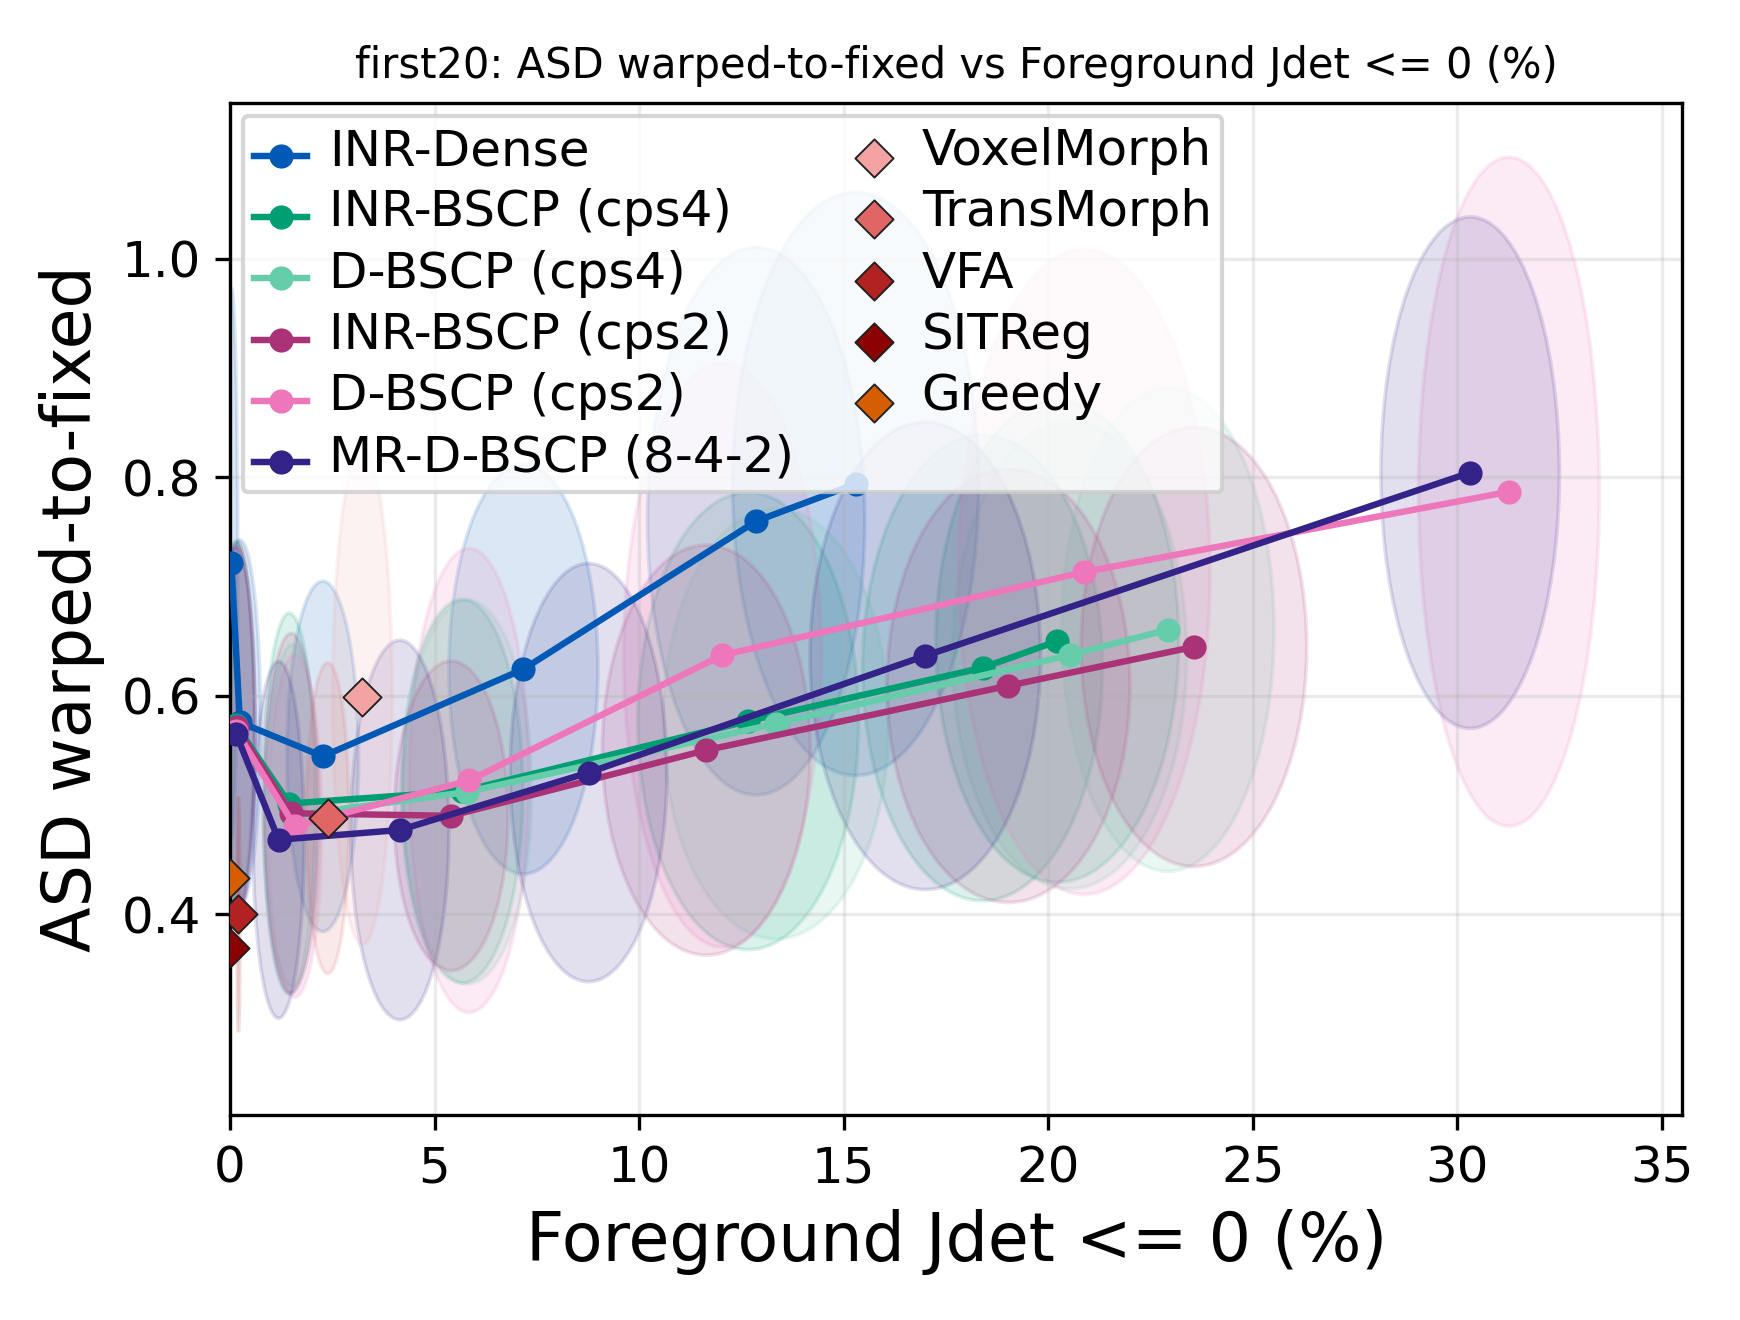 first20: ASD warped-to-fixed vs Foreground Jdet <= 0 (%)
INR-Dense
INR-BSCP (cps4)
D-BSCP (cps4)
INR-BSCP (cps2)
D-BSCP (cps2)
MR-D-BSCP (8-4-2)
VoxelMorph
TransMorph
VFA
SITReg
Greedy
ASD warped-to-fixed
1.0
0.8
0.6
0.4
0 5 10 15 20 25 30 35
Foreground Jdet <= 0 (%)